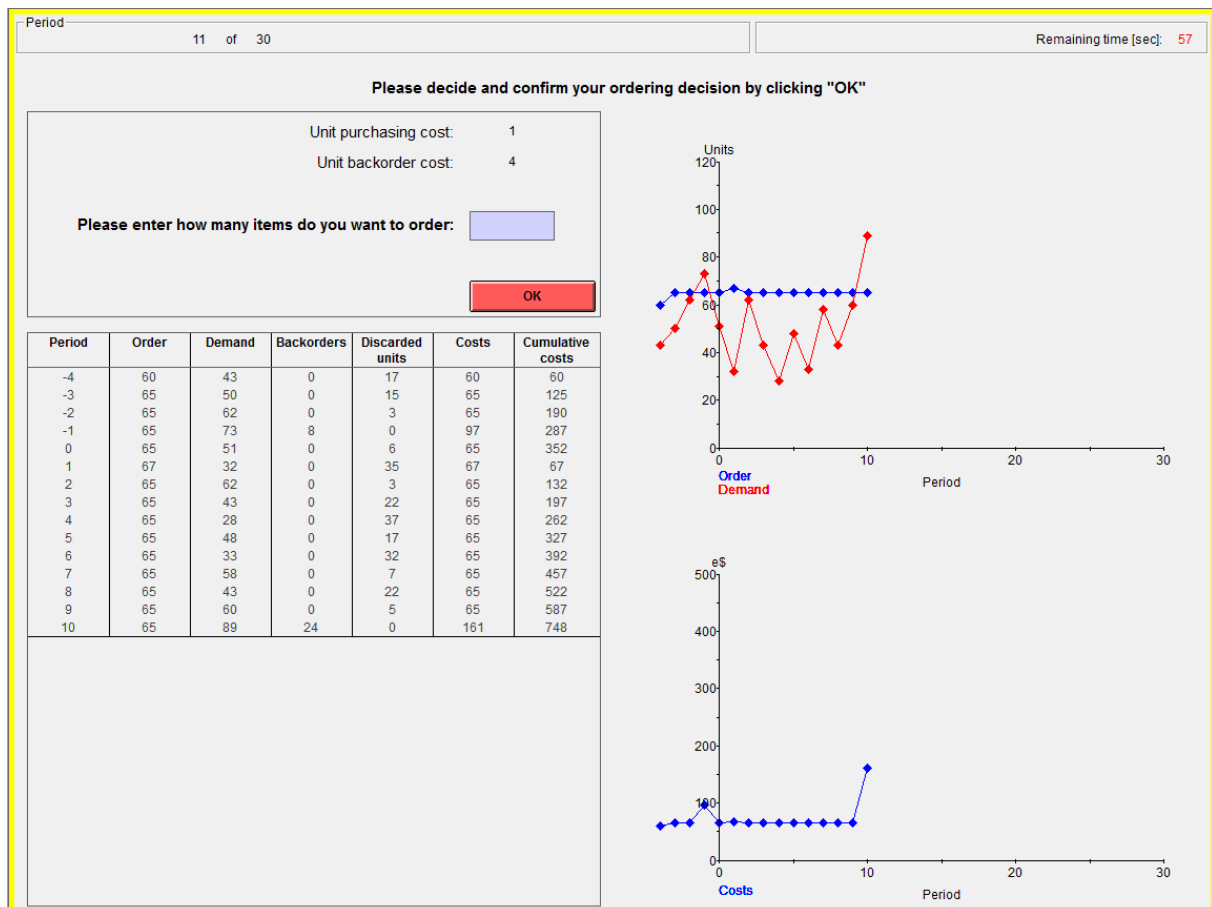 Period
11 of 30
Remaining time [sec]: 57
Please decide and confirm your ordering decision by clicking "OK"
Unit purchasing cost: 1
Unit backorder cost: 4
Please enter how many items do you want to order:
OK
Period Order Demand Backorders Discarded units Costs Cumulative costs
-4 60 43 0 17 60 60
-3 65 50 0 15 65 125
-2 65 62 0 3 65 190
-1 65 73 8 0 97 287
0 65 51 0 6 65 352
1 67 32 0 35 67 67
2 65 62 0 3 65 132
3 65 43 0 22 65 197
4 65 28 0 37 65 262
5 65 48 0 17 65 327
6 65 33 0 32 65 392
7 65 58 0 7 65 457
8 65 43 0 22 65 522
9 65 60 0 5 65 587
10 65 89 24 0 161 748
Units
120
100
80
60
40
20
0
0 10 20 30
Order
Demand
Period
e$
500
400
300
200
100
0
0 10 20 30
Costs
Period